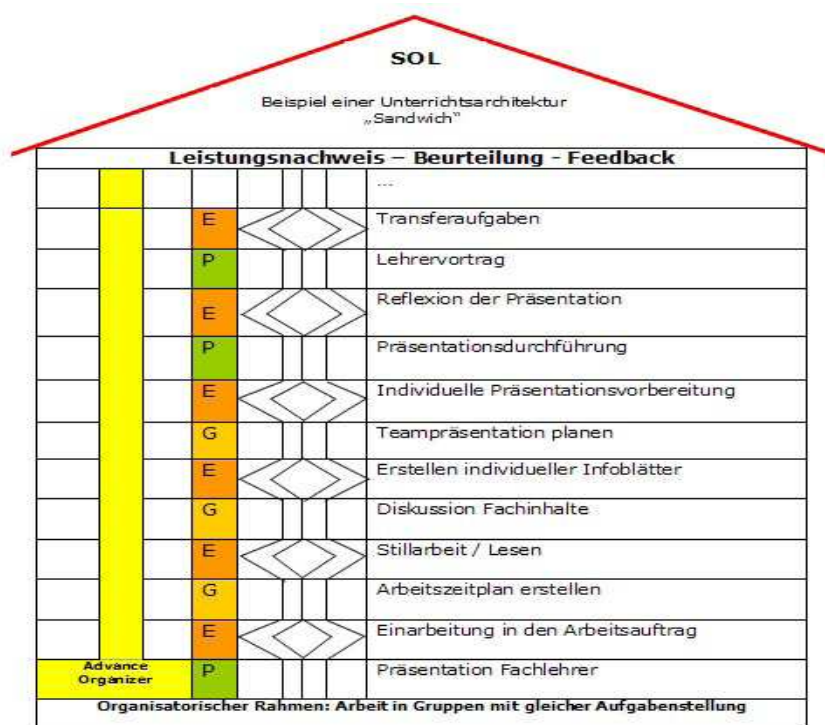 SOL
Beispiel einer Unterrichtsarchitektur
„Sandwich“
Leistungsnachweis – Beurteilung - Feedback
...
E Transferaufgaben
P Lehrervortrag
E Reflexion der Präsentation
P Präsentationsdurchführung
E Individuelle Präsentationsvorbereitung
G Teampräsentation planen
E Erstellen individueller Infoblätter
G Diskussion Fachinhalte
E Stillarbeit / Lesen
G Arbeitszeitplan erstellen
E Einarbeitung in den Arbeitsauftrag
Advance
Organizer
P Präsentation Fachlehrer
Organisatorischer Rahmen: Arbeit in Gruppen mit gleicher Aufgabenstellung